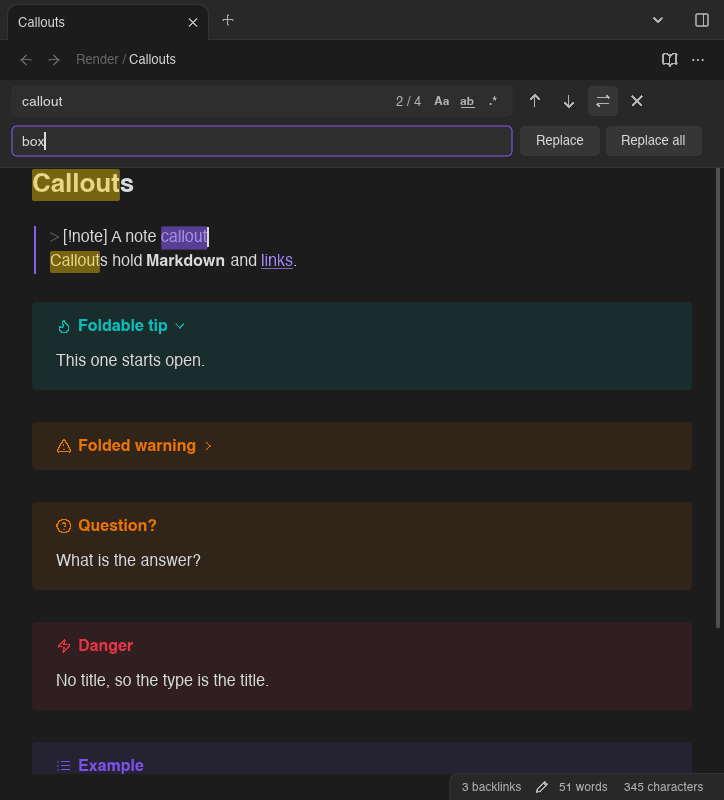 Callouts
Render / Callouts
callout 2 / 4 Aa ab .*
box Replace Replace all
Callouts
> [!note] A note callout
Callouts hold Markdown and links.
Foldable tip
This one starts open.
Folded warning
Question?
What is the answer?
Danger
No title, so the type is the title.
Example
3 backlinks 51 words 345 characters